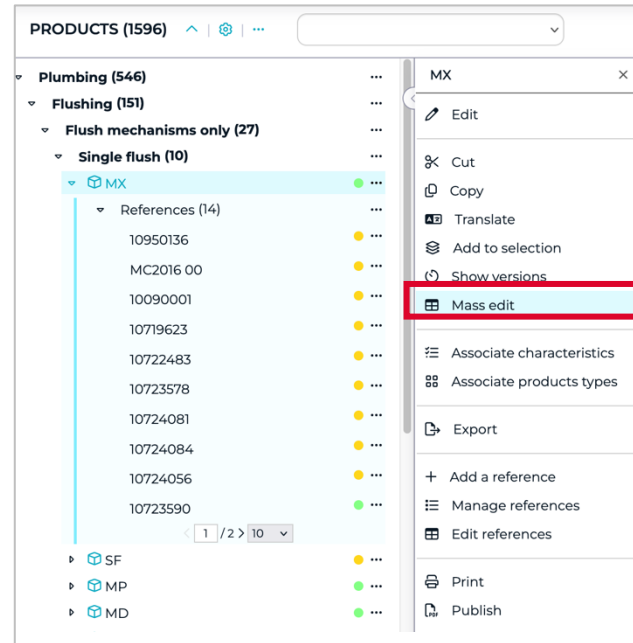 PRODUCTS (1596)
Plumbing (546)
Flushing (151)
Flush mechanisms only (27)
Single flush (10)
MX
References (14)
10950136
MC2016 00
10090001
10719623
10722483
10723578
10724081
10724084
10724056
10723590
1 / 2 10
SF
MP
MD
MX
Edit
Cut
Copy
Translate
Add to selection
Show versions
Mass edit
Associate characteristics
Associate products types
Export
Add a reference
Manage references
Edit references
Print
Publish